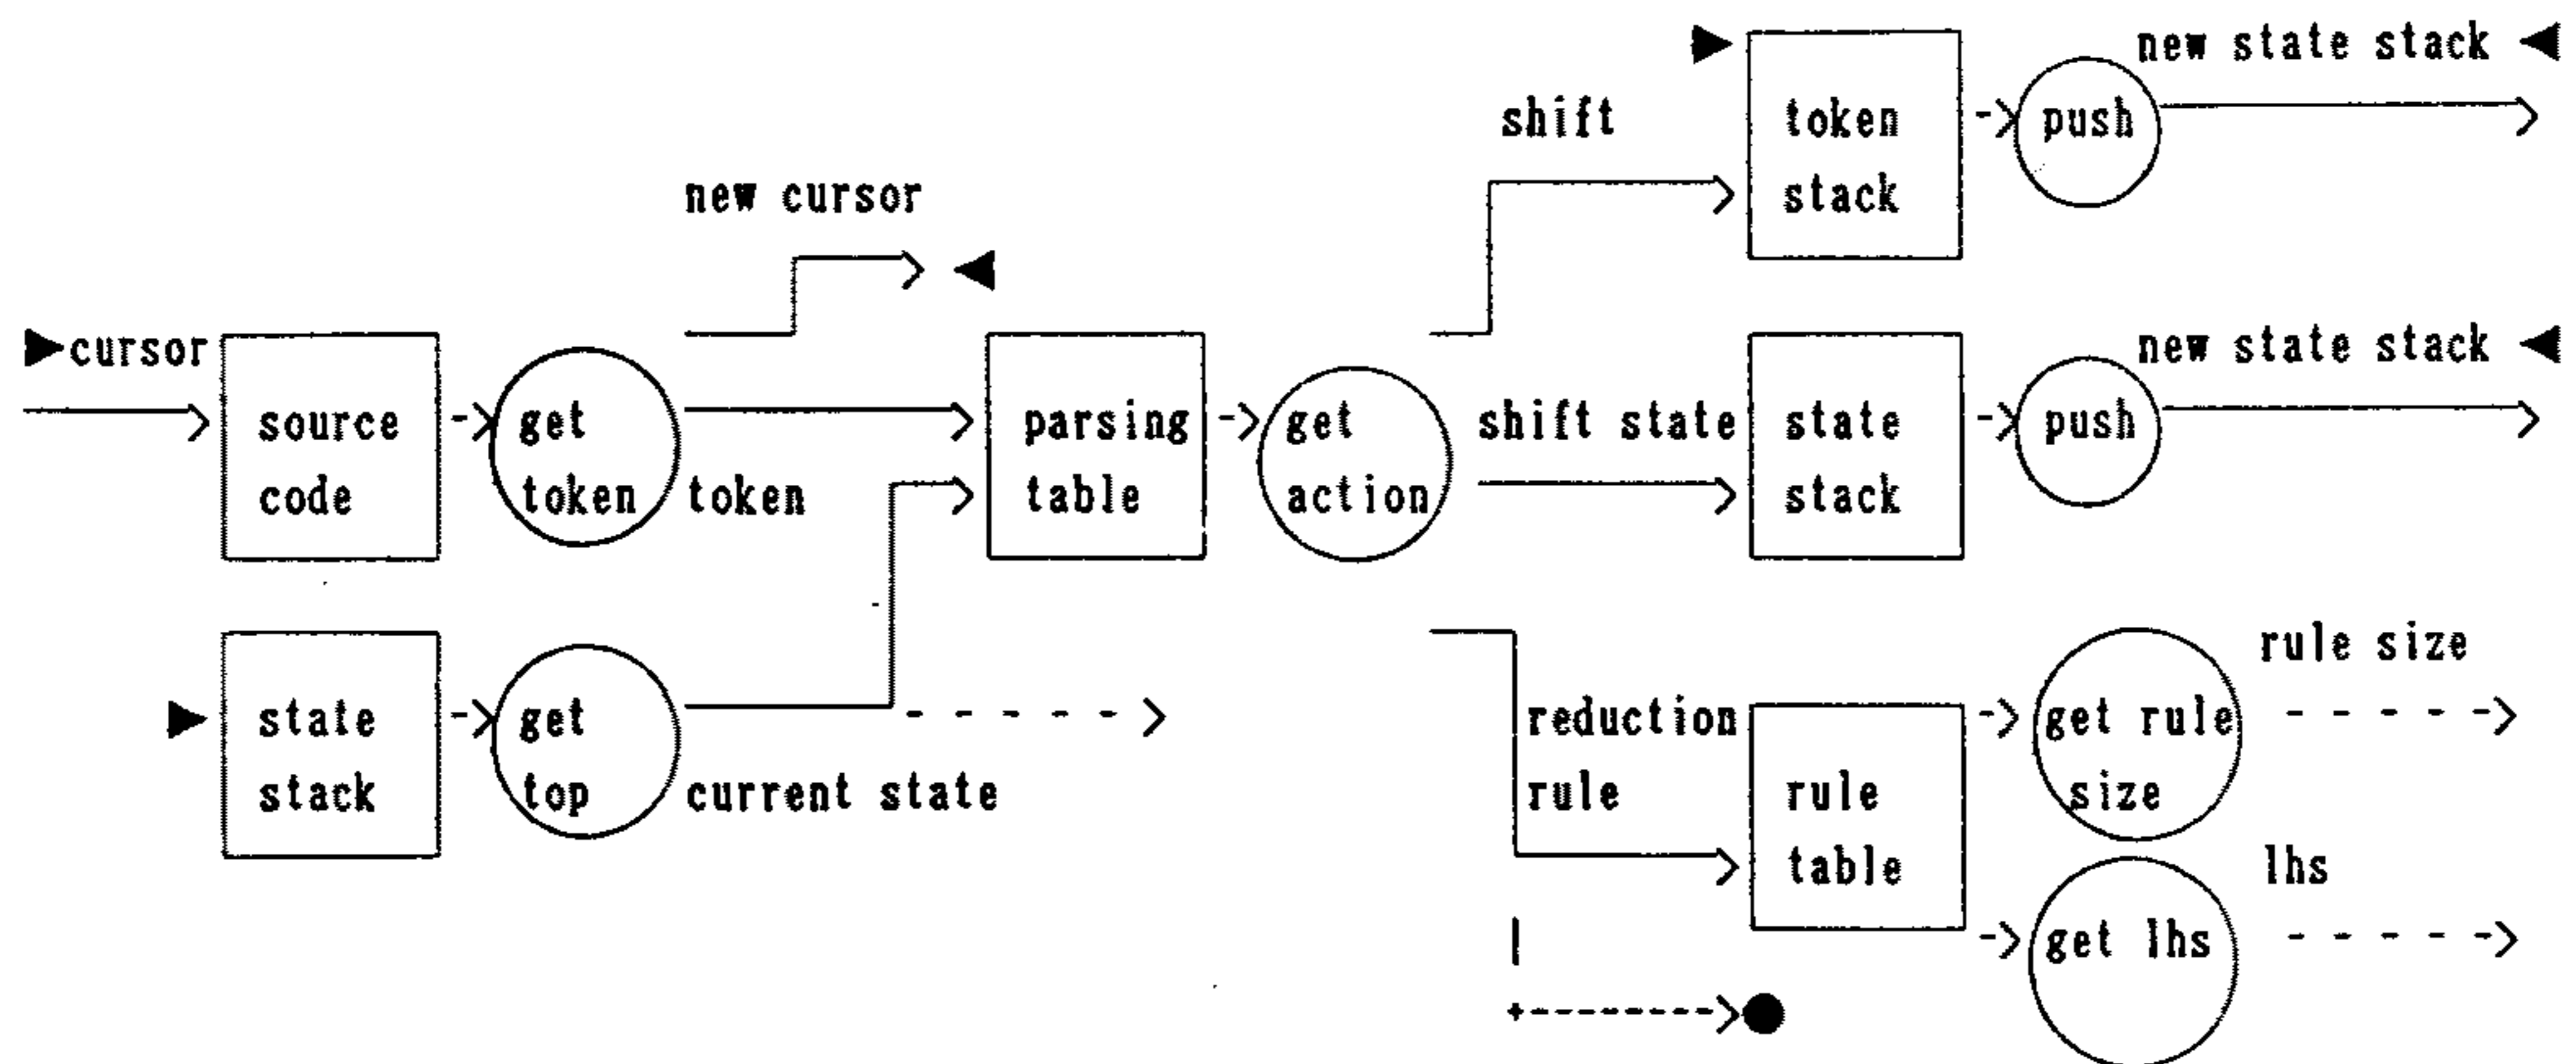 new state stack
shift
token
stack
push
new cursor
cursor
source
code
get
token
token
parsing
table
get
action
shift state
state
stack
push
new state stack
state
stack
get
top
current state
reduction
rule
rule
table
get rule
size
rule size
get lhs
lhs